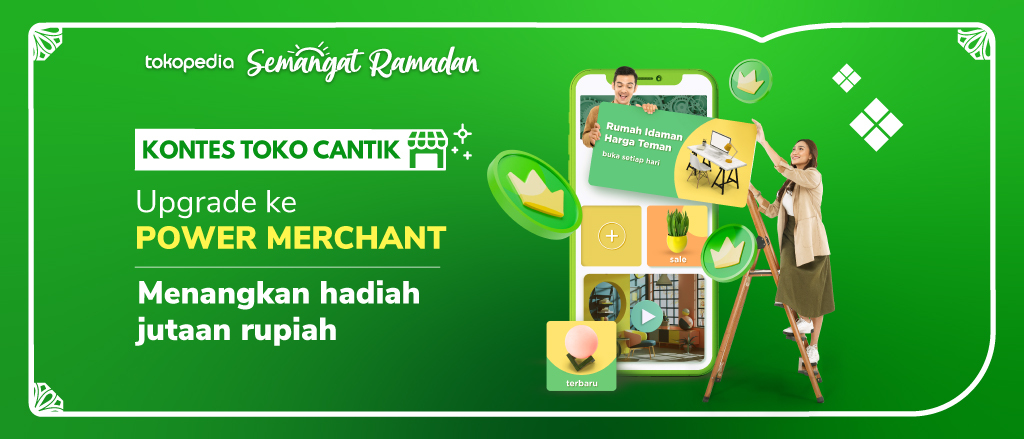 tokopedia Semangat Ramadan
KONTES TOKO CANTIK
Upgrade ke
POWER MERCHANT
Menangkan hadiah
jutaan rupiah
Rumah Idaman
Harga Teman
buka setiap hari
sale
terbaru